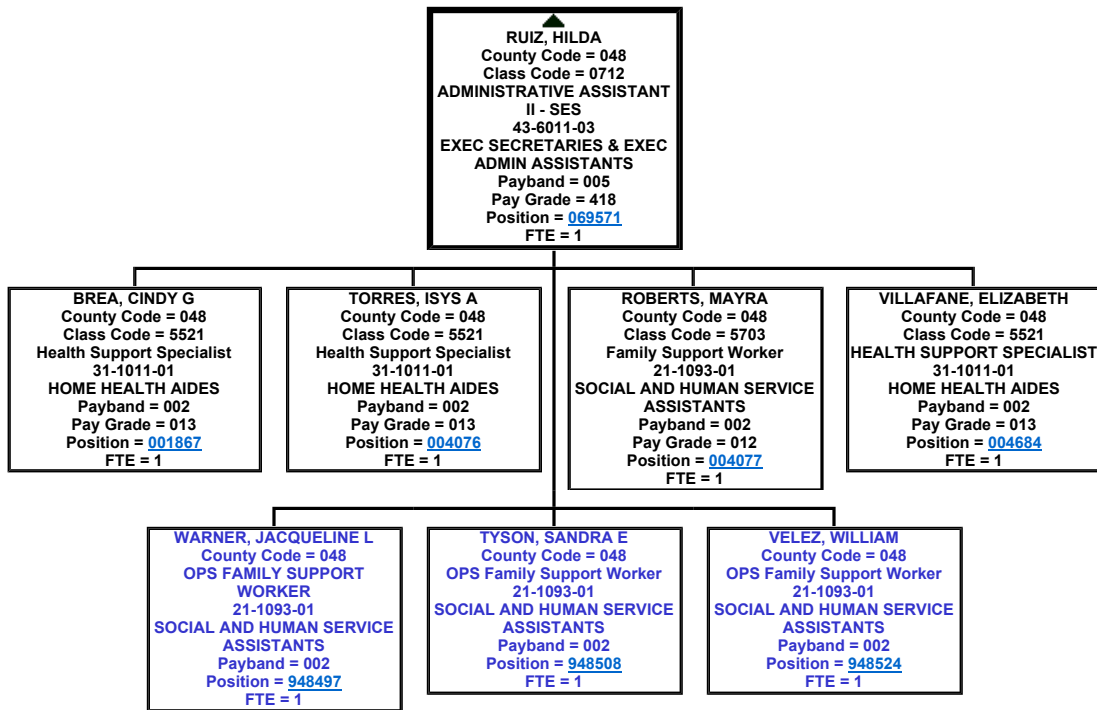 RUIZ, HILDA
County Code = 048
Class Code = 0712
ADMINISTRATIVE ASSISTANT
II - SES
43-6011-03
EXEC SECRETARIES & EXEC
ADMIN ASSISTANTS
Payband = 005
Pay Grade = 418
Position = 069571
FTE = 1
BREA, CINDY G
County Code = 048
Class Code = 5521
Health Support Specialist
31-1011-01
HOME HEALTH AIDES
Payband = 002
Pay Grade = 013
Position = 001867
FTE = 1
TORRES, ISYS A
County Code = 048
Class Code = 5521
Health Support Specialist
31-1011-01
HOME HEALTH AIDES
Payband = 002
Pay Grade = 013
Position = 004076
FTE = 1
ROBERTS, MAYRA
County Code = 048
Class Code = 5703
Family Support Worker
21-1093-01
SOCIAL AND HUMAN SERVICE
ASSISTANTS
Payband = 002
Pay Grade = 012
Position = 004077
FTE = 1
VILLAFANE, ELIZABETH
County Code = 048
Class Code = 5521
HEALTH SUPPORT SPECIALIST
31-1011-01
HOME HEALTH AIDES
Payband = 002
Pay Grade = 013
Position = 004684
FTE = 1
WARNER, JACQUELINE L
County Code = 048
OPS FAMILY SUPPORT
WORKER
21-1093-01
SOCIAL AND HUMAN SERVICE
ASSISTANTS
Payband = 002
Position = 948497
FTE = 1
TYSON, SANDRA E
County Code = 048
OPS Family Support Worker
21-1093-01
SOCIAL AND HUMAN SERVICE
ASSISTANTS
Payband = 002
Position = 948508
FTE = 1
VELEZ, WILLIAM
County Code = 048
OPS Family Support Worker
21-1093-01
SOCIAL AND HUMAN SERVICE
ASSISTANTS
Payband = 002
Position = 948524
FTE = 1